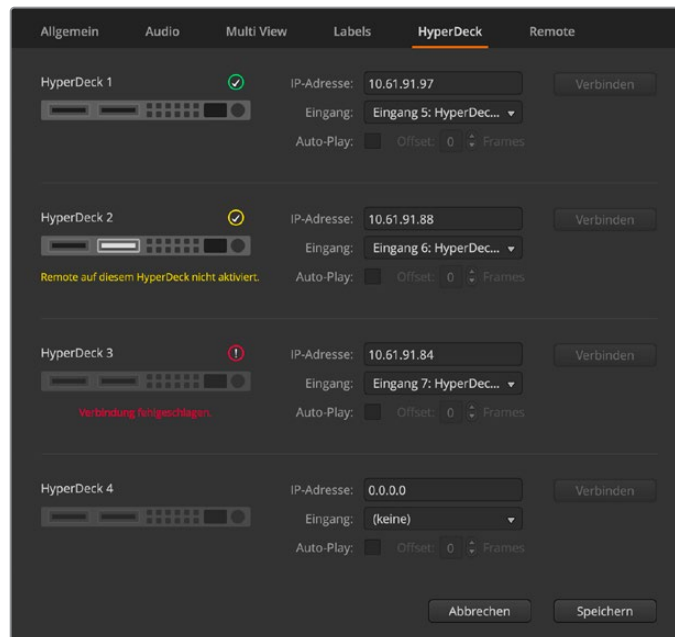 Allgemein Audio Multi View Labels HyperDeck Remote
HyperDeck 1 IP-Adresse: 10.61.91.97 Verbinden
Eingang: Eingang 5: HyperDec...
Auto-Play: Offset: 0 Frames
HyperDeck 2 IP-Adresse: 10.61.91.88 Verbinden
Eingang: Eingang 6: HyperDec...
Remote auf diesem HyperDeck nicht aktiviert. Auto-Play: Offset: 0 Frames
HyperDeck 3 IP-Adresse: 10.61.91.84 Verbinden
Eingang: Eingang 7: HyperDec...
Verbindung fehlgeschlagen. Auto-Play: Offset: 0 Frames
HyperDeck 4 IP-Adresse: 0.0.0.0 Verbinden
Eingang: (keine)
Auto-Play: Offset: 0 Frames
Abbrechen Speichern